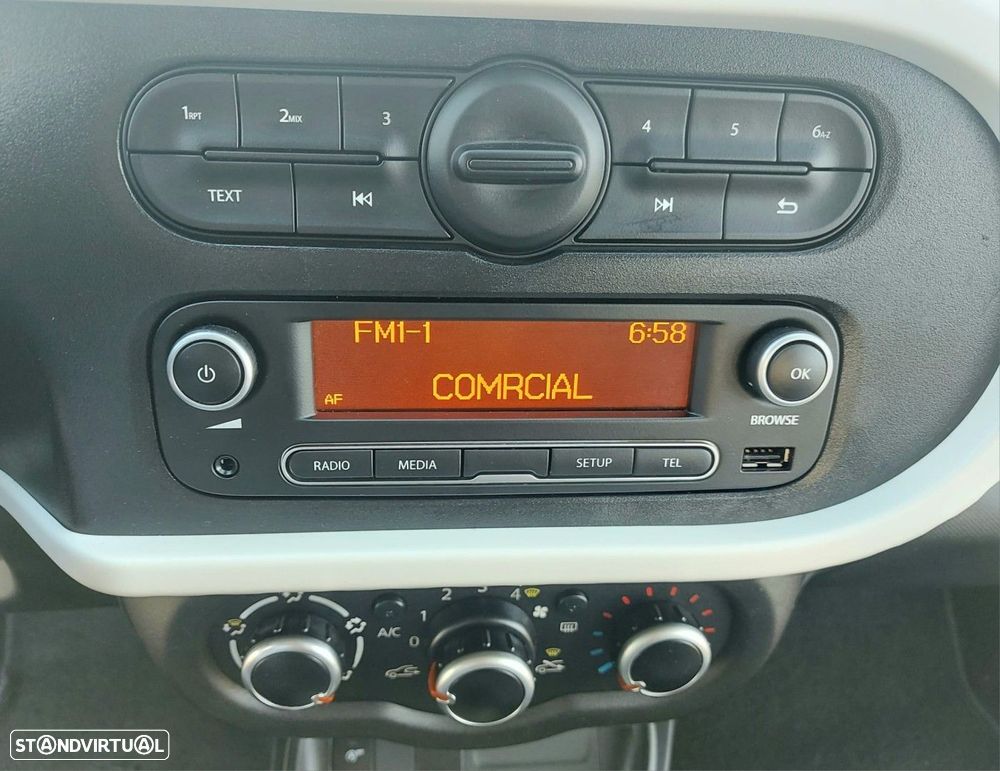 1RPT 2MIX 3 4 5 6A-Z
TEXT
FM1-1 6:58
AF COMRCIAL
OK
BROWSE
RADIO MEDIA SETUP TEL
A/C 0 1 2 3 4
STANDVIRTUAL